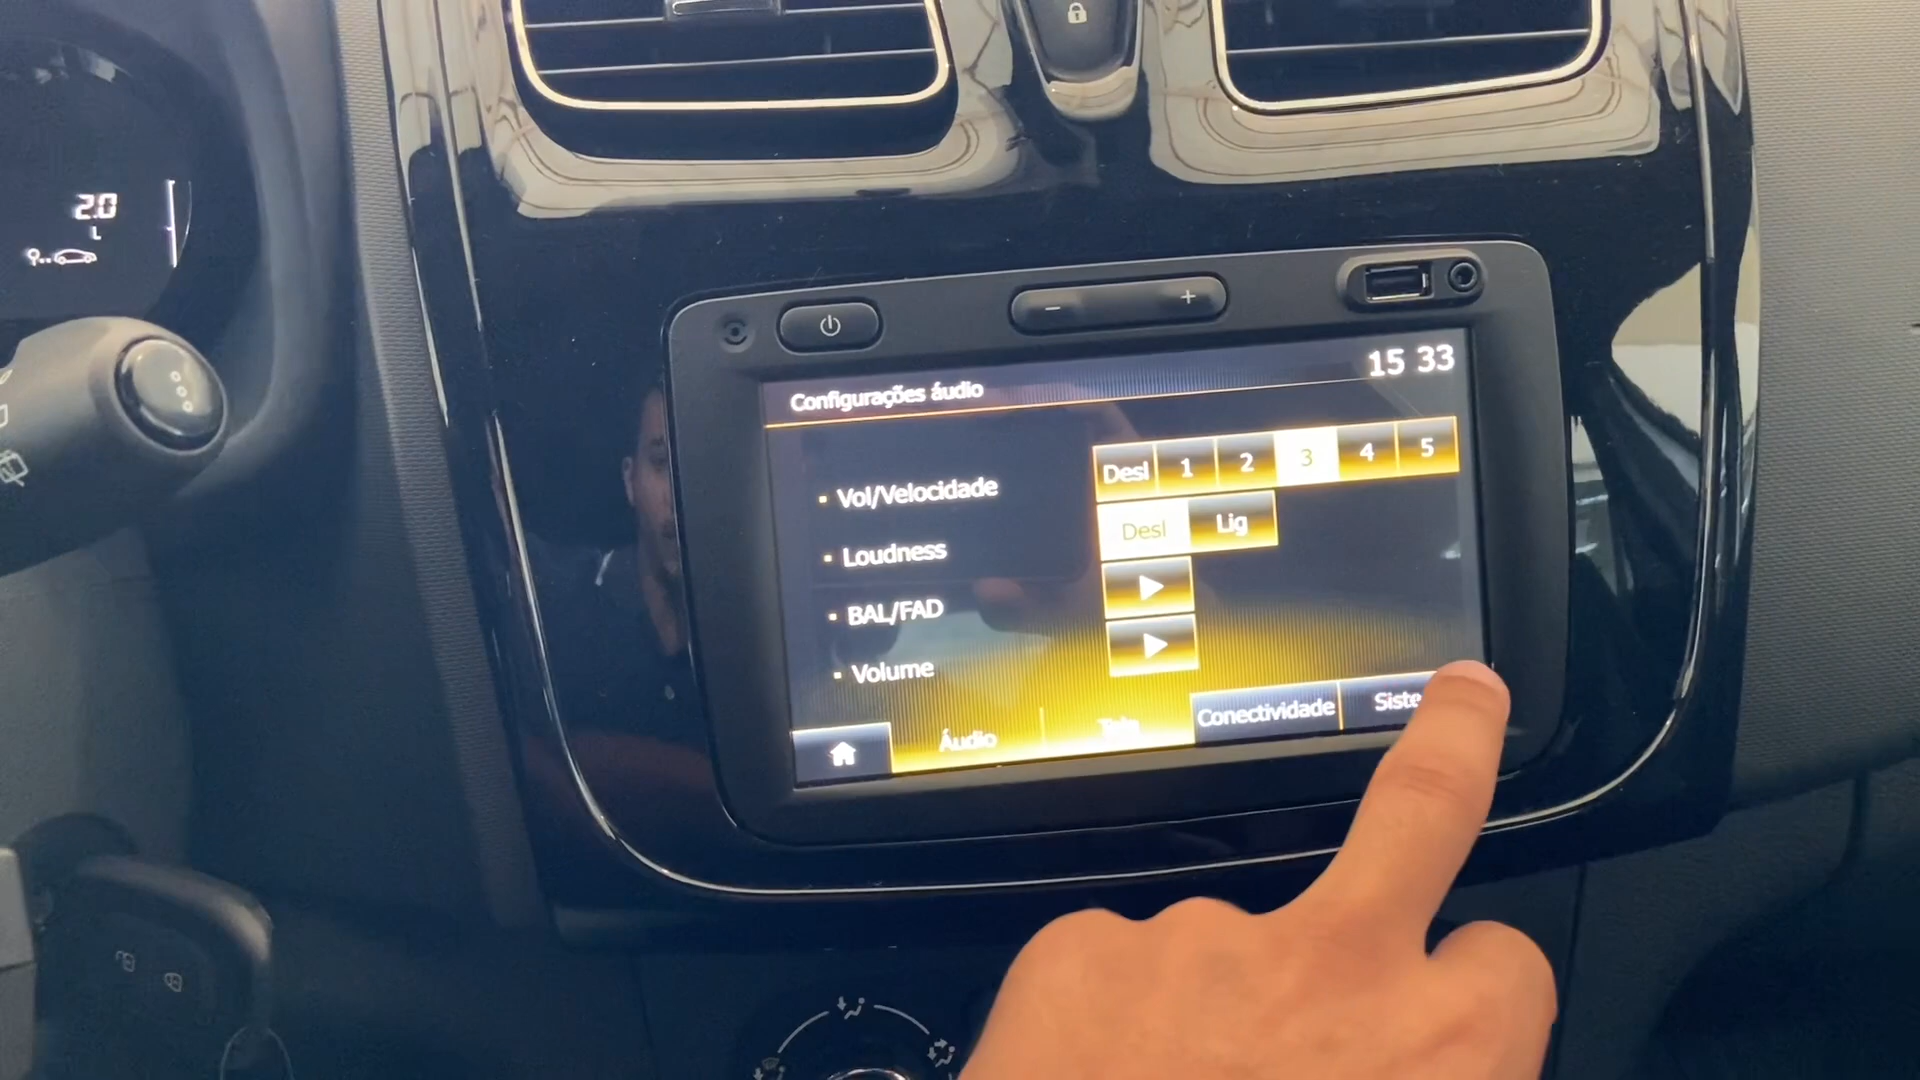 2.0
L
15 33
Configurações áudio
Vol/Velocidade
Desl 1 2 3 4 5
Loudness
Desl Lig
BAL/FAD
Volume
Áudio
Conectividade